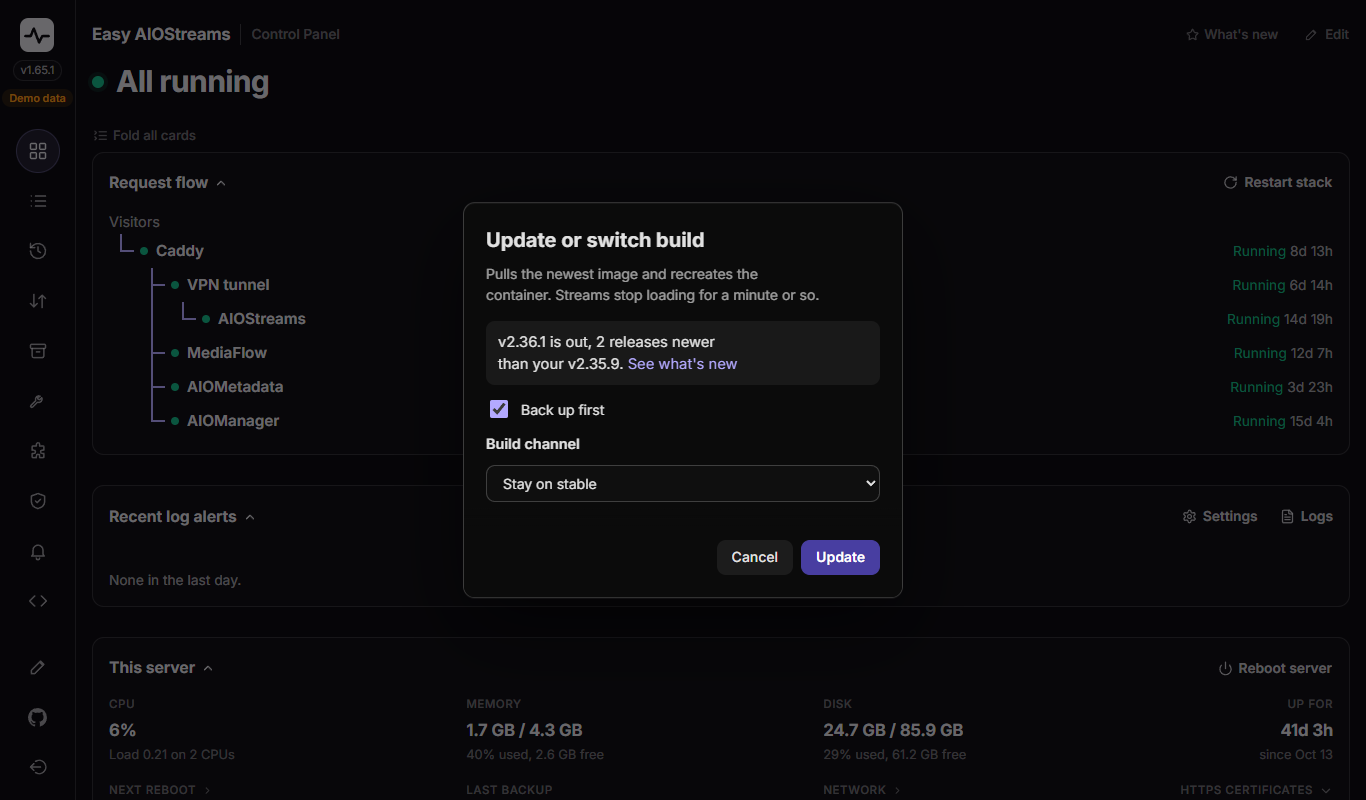 Easy AIOStreams
Control Panel
What's new
Edit
v1.65.1
Demo data
All running
Fold all cards
Request flow
Restart stack
Visitors
Caddy
Running 8d 13h
VPN tunnel
Running 6d 14h
AIOStreams
Running 14d 19h
MediaFlow
Running 12d 7h
AIOMetadata
Running 3d 23h
AIOManager
Running 15d 4h
Update or switch build
Pulls the newest image and recreates the
container. Streams stop loading for a minute or so.
v2.36.1 is out, 2 releases newer
than your v2.35.9. See what's new
Back up first
Build channel
Stay on stable
Cancel
Update
Recent log alerts
Settings
Logs
None in the last day.
This server
Reboot server
CPU
MEMORY
DISK
UP FOR
6%
1.7 GB / 4.3 GB
24.7 GB / 85.9 GB
41d 3h
Load 0.21 on 2 CPUs
40% used, 2.6 GB free
29% used, 61.2 GB free
since Oct 13
NEXT REBOOT
LAST BACKUP
NETWORK
HTTPS CERTIFICATES